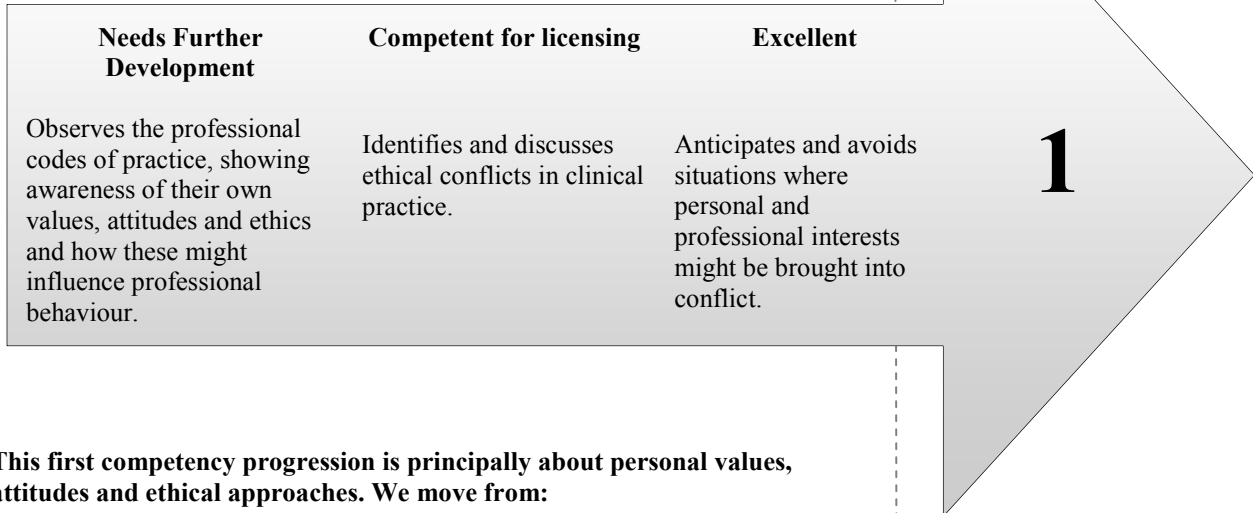 Needs Further
Development
Competent for licensing
Excellent
Observes the professional
codes of practice, showing
awareness of their own
values, attitudes and ethics
and how these might
influence professional
behaviour.
Identifies and discusses
ethical conflicts in clinical
practice.
Anticipates and avoids
situations where
personal and
professional interests
might be brought into
conflict.
1
This first competency progression is principally about personal values,
attitudes and ethical approaches. We move from: